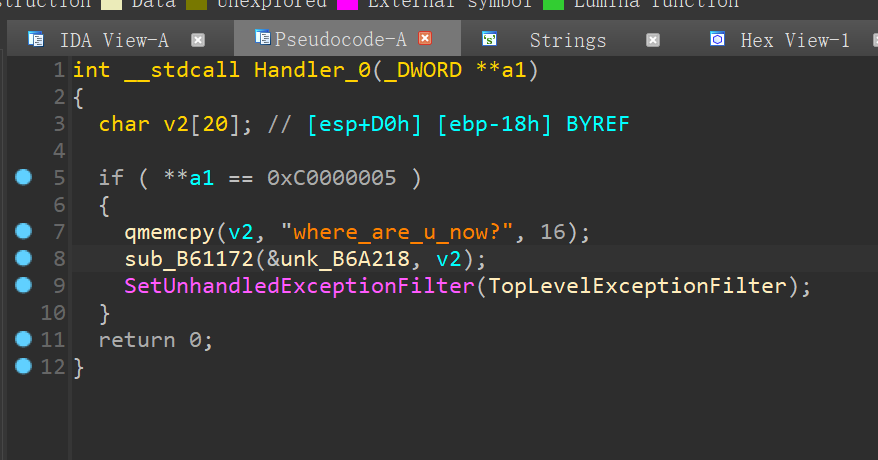 struction Data Unexplored External symbol Lumina function
IDA View-A Pseudocode-A Strings Hex View-1
1 int __stdcall Handler_0(_DWORD **a1)
2 {
3 char v2[20]; // [esp+D0h] [ebp-18h] BYREF
4
5 if ( **a1 == 0xC0000005 )
6 {
7 qmemcpy(v2, "where_are_u_now?", 16);
8 sub_B61172(&unk_B6A218, v2);
9 SetUnhandledExceptionFilter(TopLevelExceptionFilter);
10 }
11 return 0;
12 }